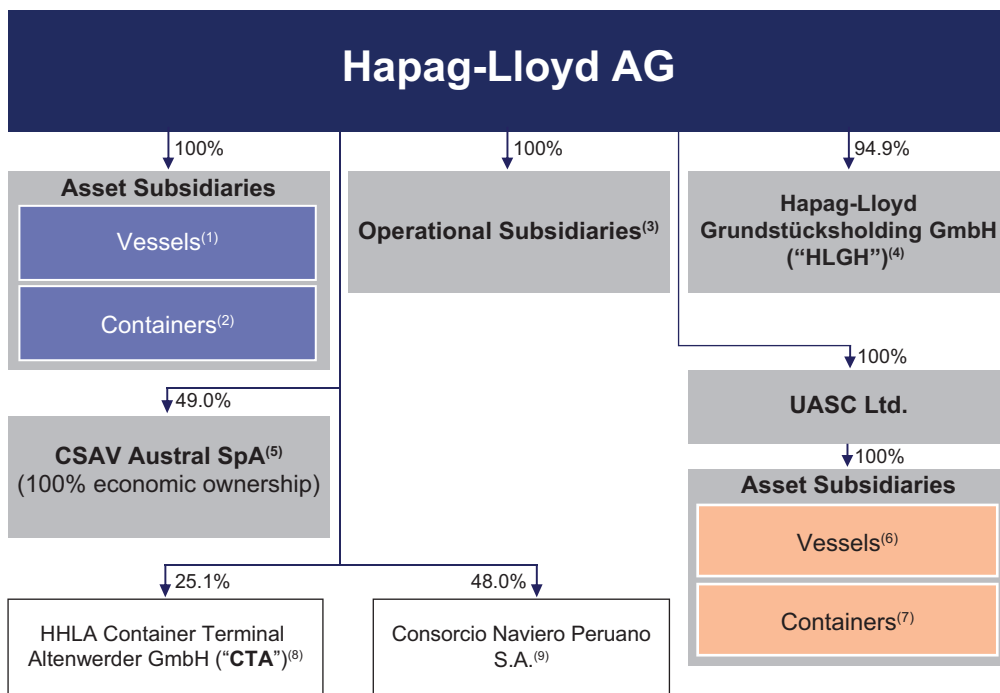 Hapag-Lloyd AG
100%
Asset Subsidiaries
Vessels(1)
Containers(2)
100%
Operational Subsidiaries(3)
94.9%
Hapag-Lloyd
Grundstücksholding GmbH
(“HLGH”)(4)
49.0%
CSAV Austral SpA(5)
(100% economic ownership)
100%
UASC Ltd.
100%
Asset Subsidiaries
Vessels(6)
Containers(7)
25.1%
HHLA Container Terminal
Altenwerder GmbH (“CTA”)(8)
48.0%
Consorcio Naviero Peruano
S.A.(9)